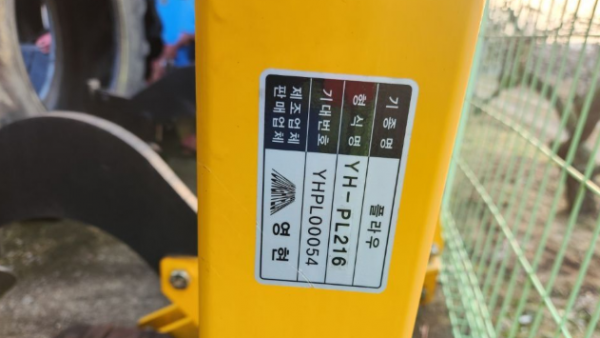 기종명 플라우
형식명 YH-PL216
기대번호 YHPL00054
제조업체
판매업체
영현